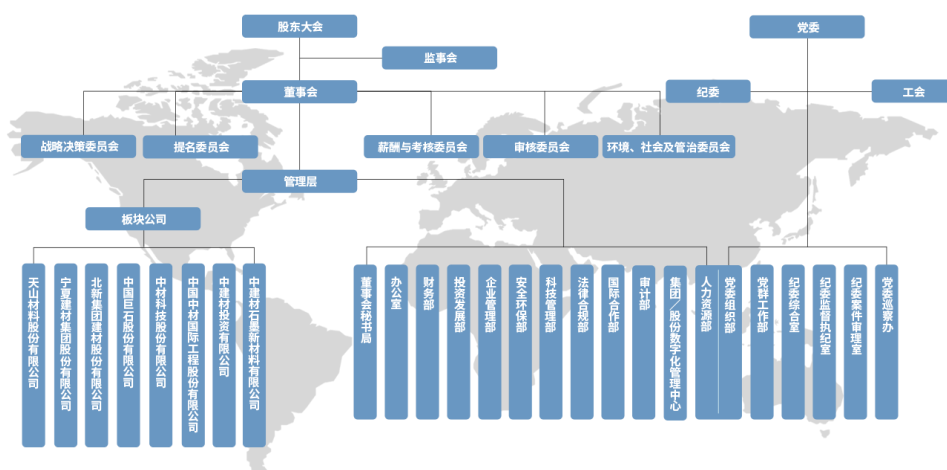 股东大会
党委
监事会
董事会
纪委
工会
战略决策委员会
提名委员会
薪酬与考核委员会
审核委员会
环境、社会及管治委员会
管理层
板块公司
天山材料股份有限公司
宁夏建材集团股份有限公司
北新集团建材股份有限公司
中国巨石股份有限公司
中材科技股份有限公司
中国中材国际工程股份有限公司
中建材投资有限公司
中建材石墨新材料有限公司
董事会秘书局
办公室
财务部
投资发展部
企业管理部
安全环保部
科技管理部
法律合规部
国际合作部
审计部
集团／股份数字化管理中心
人力资源部
党委组织部
党群工作部
纪委综合室
纪委监督执纪室
纪委案件审理室
党委巡察办